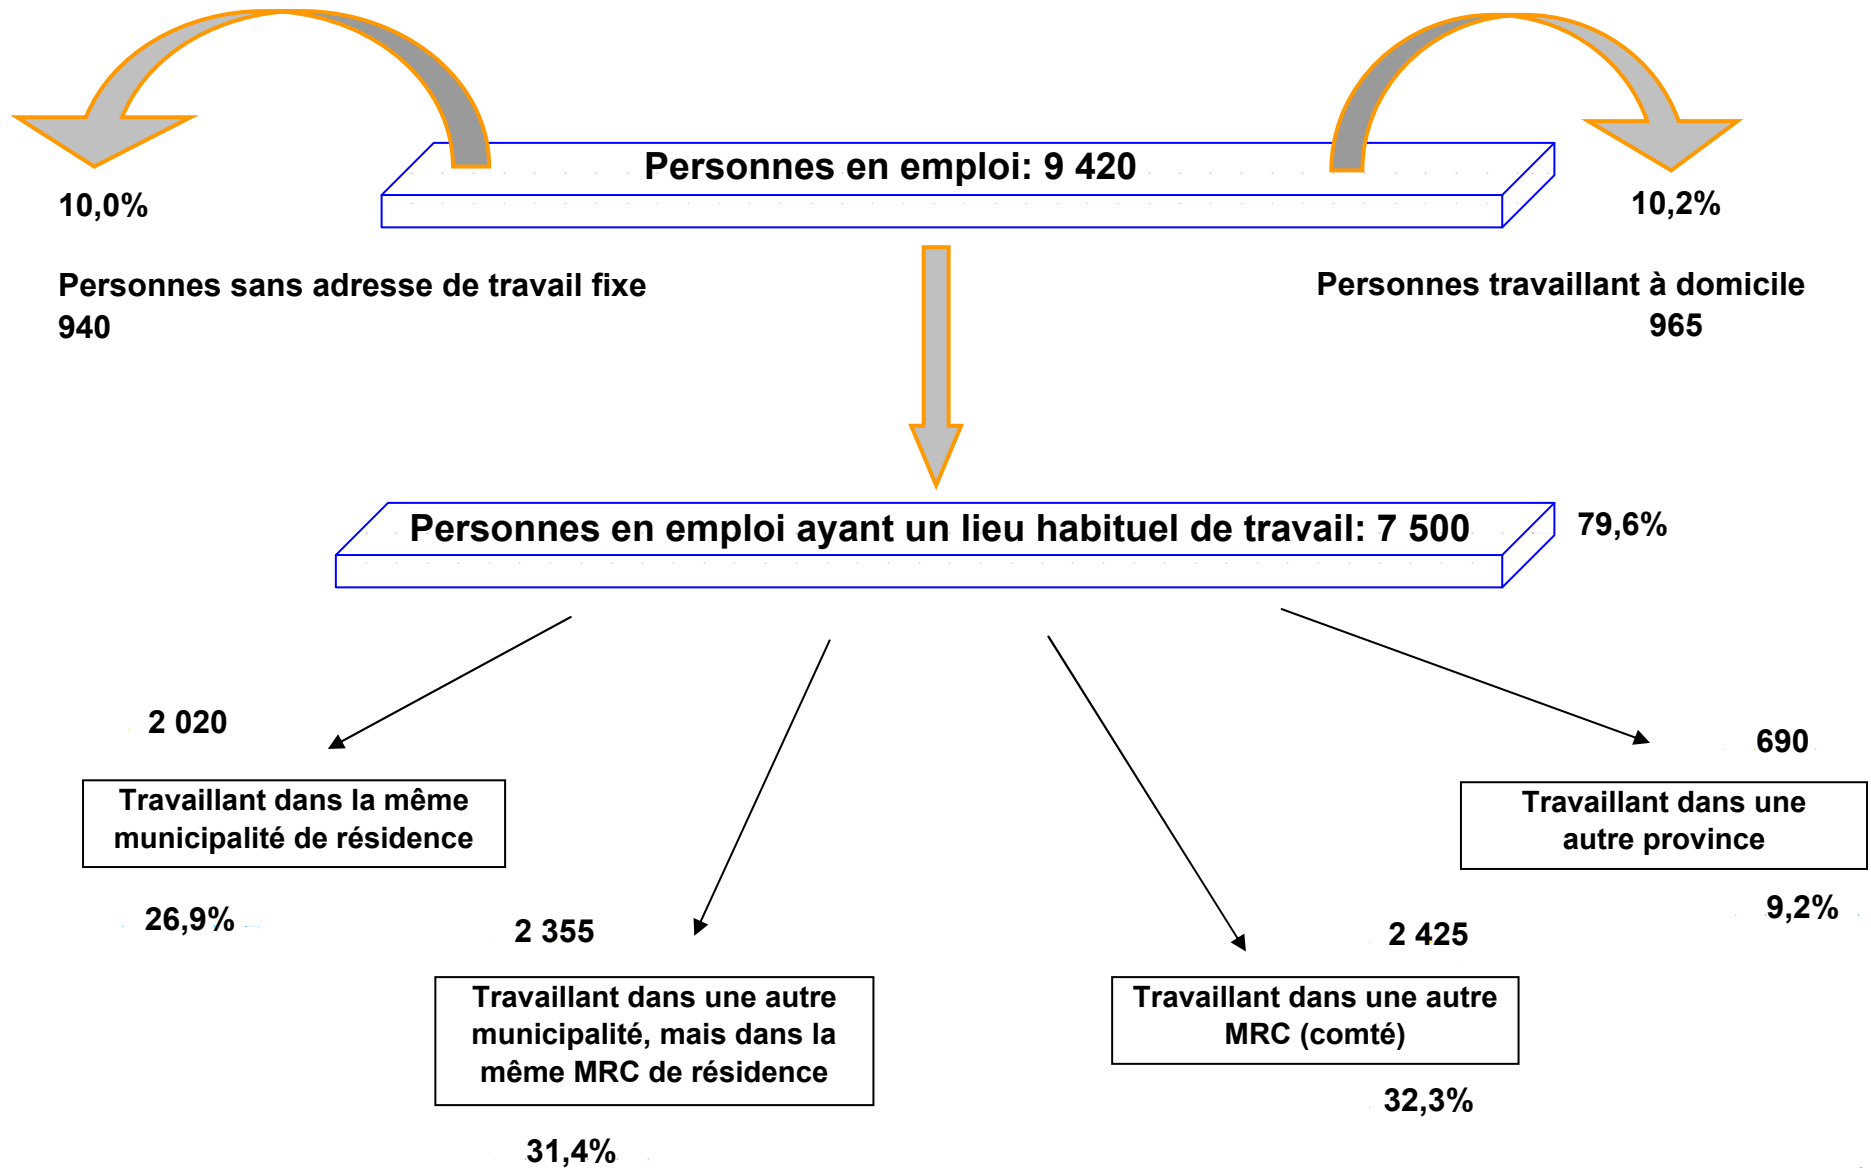 Personnes en emploi: 9 420
10,0%
10,2%
Personnes sans adresse de travail fixe
940
Personnes travaillant à domicile
965
Personnes en emploi ayant un lieu habituel de travail: 7 500
79,6%
2 020
Travaillant dans la même
municipalité de résidence
26,9%
2 355
Travaillant dans une autre
municipalité, mais dans la
même MRC de résidence
31,4%
2 425
Travaillant dans une autre
MRC (comté)
32,3%
690
Travaillant dans une
autre province
9,2%